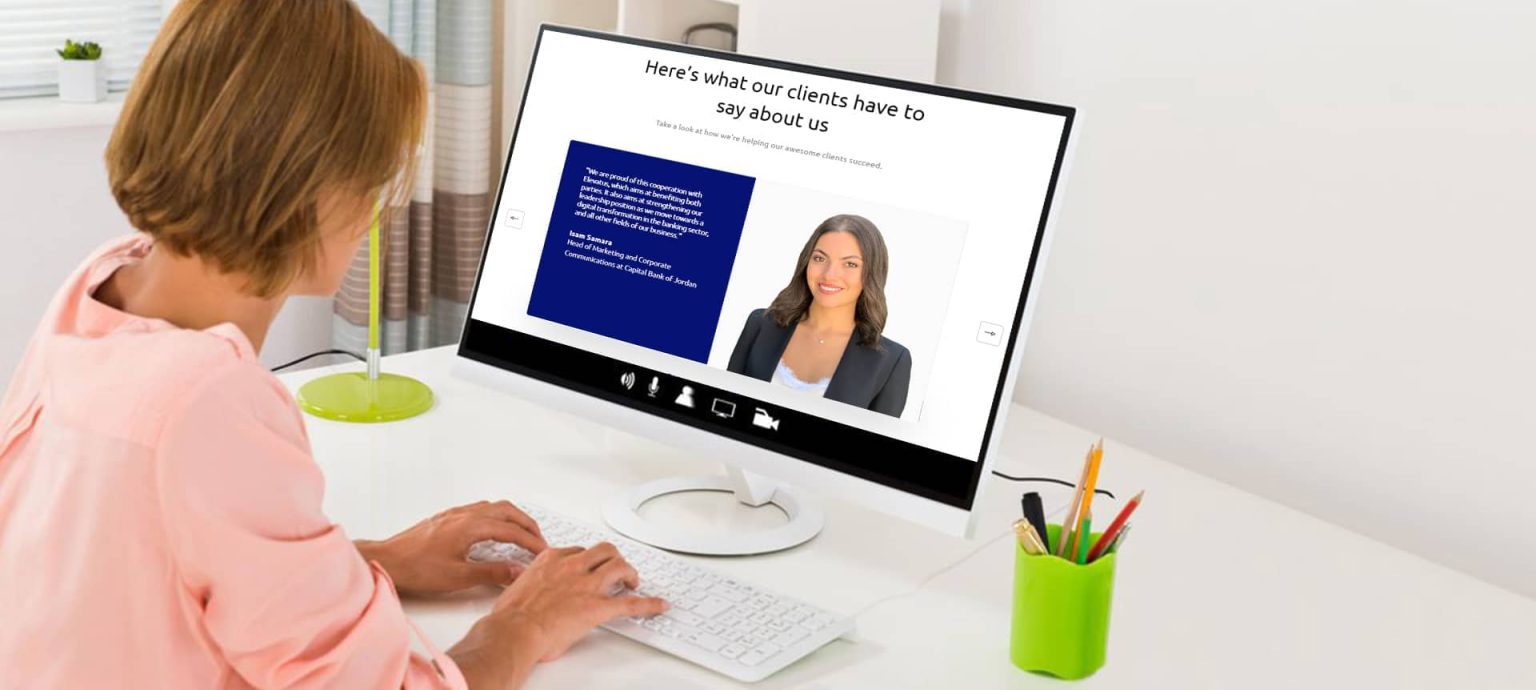 Here's what our clients have to
say about us
Take a look at how we're helping our awesome clients succeed.
"We are proud of this cooperation with
Elevatus, which aims at benefiting both
parties. It also aims at strengthening our
leadership position as we move towards a
digital transformation in the banking sector,
and all other fields of our business."
Isam Samara
Head of Marketing and Corporate
Communications at Capital Bank of Jordan